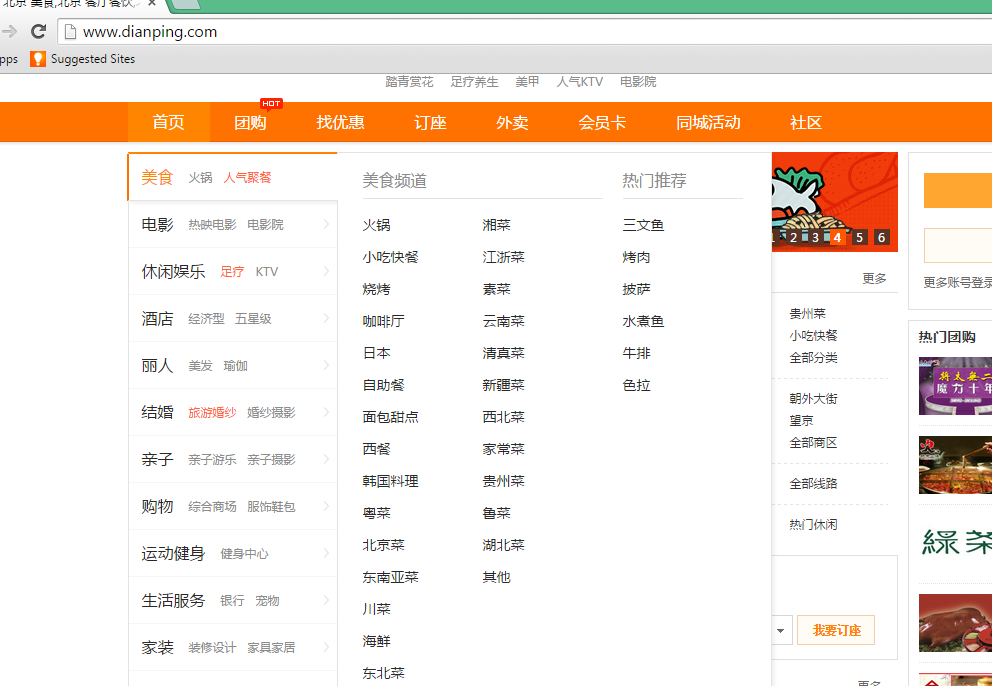 北京 美食,北京 客厅餐饮,
www.dianping.com
pps Suggested Sites
踏青赏花 足疗养生 美甲 人气KTV 电影院
HOT
首页 团购 找优惠 订座 外卖 会员卡 同城活动 社区
美食 火锅 人气聚餐
电影 热映电影 电影院
休闲娱乐 足疗 KTV
酒店 经济型 五星级
丽人 美发 瑜伽
结婚 旅游婚纱 婚纱摄影
亲子 亲子游乐 亲子摄影
购物 综合商场 服饰鞋包
运动健身 健身中心
生活服务 银行 宠物
家装 装修设计 家具家居
美食频道
火锅 湘菜
小吃快餐 江浙菜
烧烤 素菜
咖啡厅 云南菜
日本 清真菜
自助餐 新疆菜
面包甜点 西北菜
西餐 家常菜
韩国料理 贵州菜
粤菜 鲁菜
北京菜 湖北菜
东南亚菜 其他
川菜
海鲜
东北菜
热门推荐
三文鱼
烤肉
披萨
水煮鱼
牛排
色拉
1 2 3 4 5 6
更多
贵州菜
小吃快餐
全部分类
朝外大街
望京
全部商区
全部线路
热门休闲
我要订座
更多
更多账号登录
热门团购
将太無二
魔方十年
緑茶